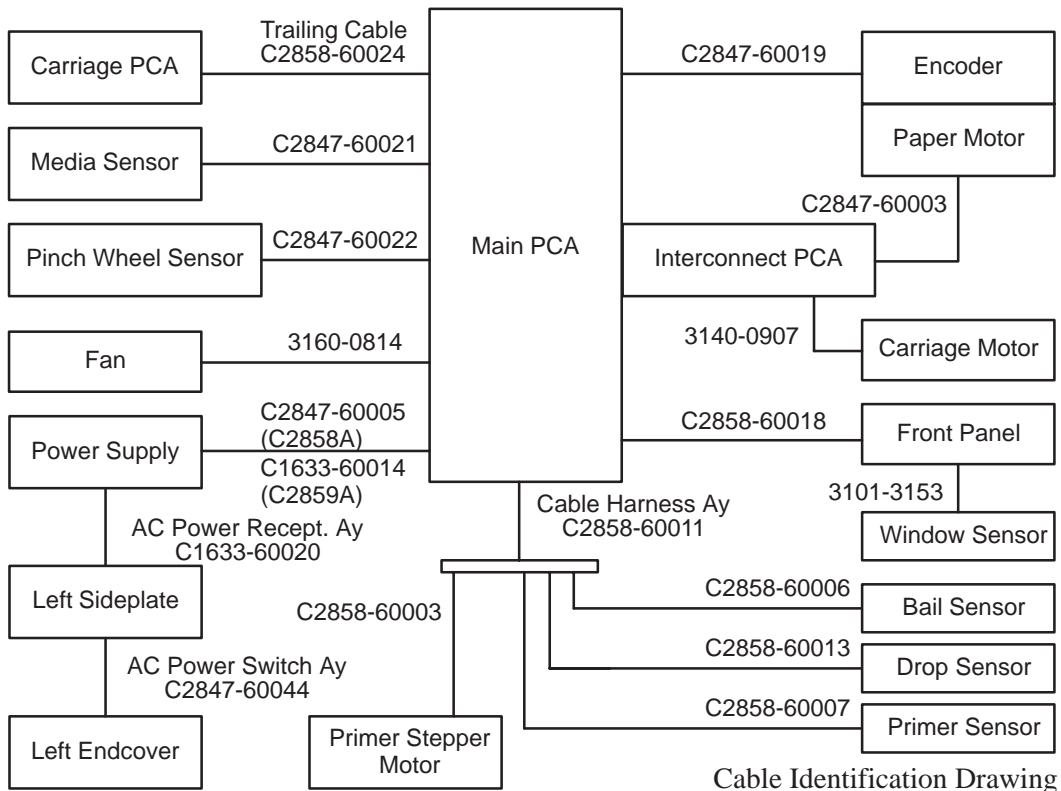 Trailing Cable
C2858-60024
Carriage PCA
C2847-60019
Encoder
Media Sensor
C2847-60021
Paper Motor
C2847-60003
Pinch Wheel Sensor
C2847-60022
Main PCA
Interconnect PCA
Fan
3160-0814
3140-0907
Carriage Motor
Power Supply
C2847-60005
(C2858A)
C1633-60014
(C2859A)
C2858-60018
Front Panel
3101-3153
Window Sensor
AC Power Recept. Ay
C1633-60020
Cable Harness Ay
C2858-60011
Left Sideplate
C2858-60003
C2858-60006
Bail Sensor
C2858-60013
Drop Sensor
AC Power Switch Ay
C2847-60044
C2858-60007
Primer Sensor
Left Endcover
Primer Stepper
Motor
Cable Identification Drawing